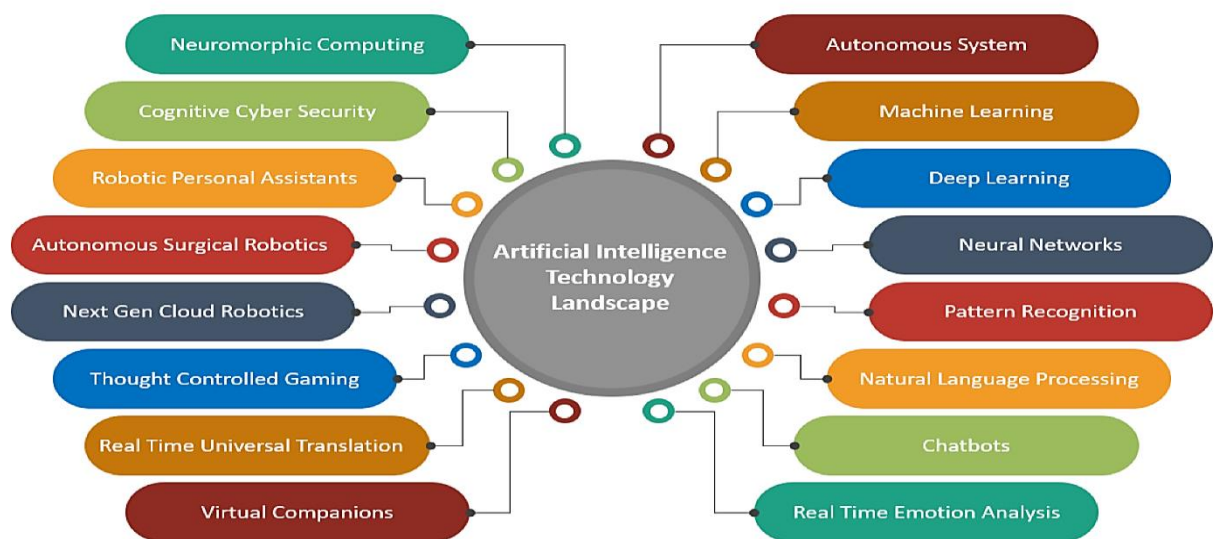 Neuromorphic Computing
Cognitive Cyber Security
Robotic Personal Assistants
Autonomous Surgical Robotics
Next Gen Cloud Robotics
Thought Controlled Gaming
Real Time Universal Translation
Virtual Companions
Artificial Intelligence
Technology
Landscape
Autonomous System
Machine Learning
Deep Learning
Neural Networks
Pattern Recognition
Natural Language Processing
Chatbots
Real Time Emotion Analysis